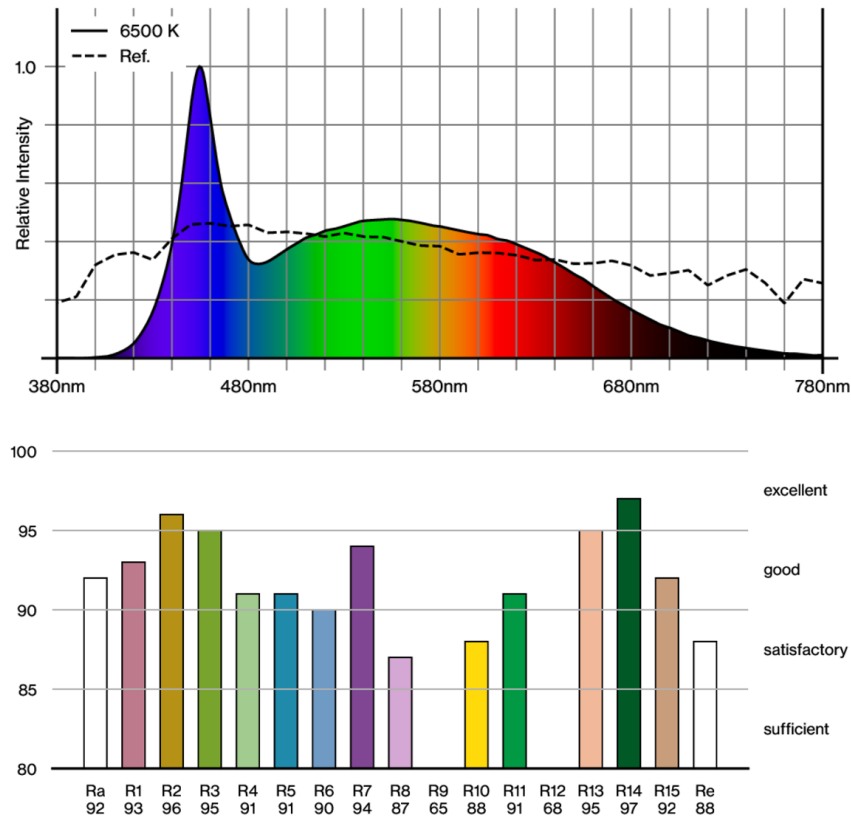 6500 K
Ref.
1.0
Relative Intensity
380nm 480nm 580nm 680nm 780nm
100
excellent
95
good
90
satisfactory
85
sufficient
80
Ra R1 R2 R3 R4 R5 R6 R7 R8 R9 R10 R11 R12 R13 R14 R15 Re
92 93 96 95 91 91 90 94 87 65 88 91 68 95 97 92 88